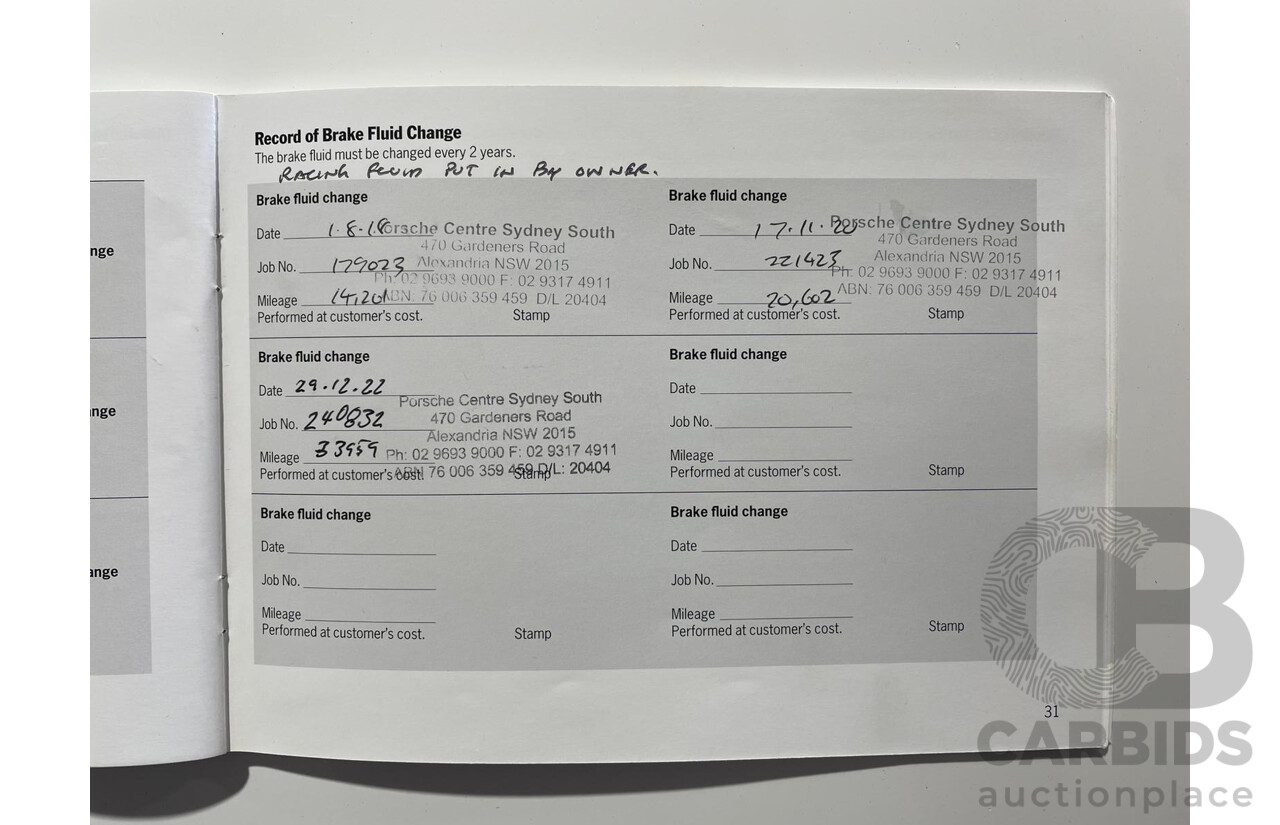 Record of Brake Fluid Change
The brake fluid must be changed every 2 years.
RACING FLUID PUT IN BY OWNER.
Brake fluid change
Date 1.8.18
Job No. 179023
Mileage 14,201
Performed at customer's cost. Stamp
Porsche Centre Sydney South
470 Gardeners Road
Alexandria NSW 2015
Ph: 02 9693 9000 F: 02 9317 4911
ABN: 76 006 359 459 D/L 20404
Brake fluid change
Date 17.11.20
Job No. 221423
Mileage 20,602
Performed at customer's cost. Stamp
Porsche Centre Sydney South
470 Gardeners Road
Alexandria NSW 2015
Ph: 02 9693 9000 F: 02 9317 4911
ABN: 76 006 359 459 D/L 20404
Brake fluid change
Date 29.12.22
Job No. 240832
Mileage 33959
Performed at customer's cost. Stamp
Porsche Centre Sydney South
470 Gardeners Road
Alexandria NSW 2015
Ph: 02 9693 9000 F: 02 9317 4911
ABN 76 006 359 459 D/L: 20404
Brake fluid change
Date
Job No.
Mileage
Performed at customer's cost. Stamp
Brake fluid change
Date
Job No.
Mileage
Performed at customer's cost. Stamp
Brake fluid change
Date
Job No.
Mileage
Performed at customer's cost. Stamp
31
nge
nge
ange
CB
CARBIDS
auctionplace